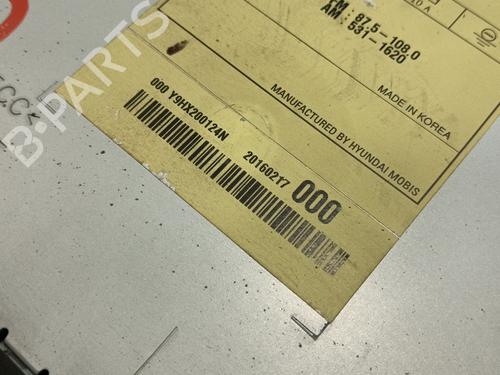 10 A
FM : 87.5-108.0
AM : 531-1620
MADE IN KOREA
MANUFACTURED BY HYUNDAI MOBIS
000 Y9HX200124N
20160217 000
B-PARTS